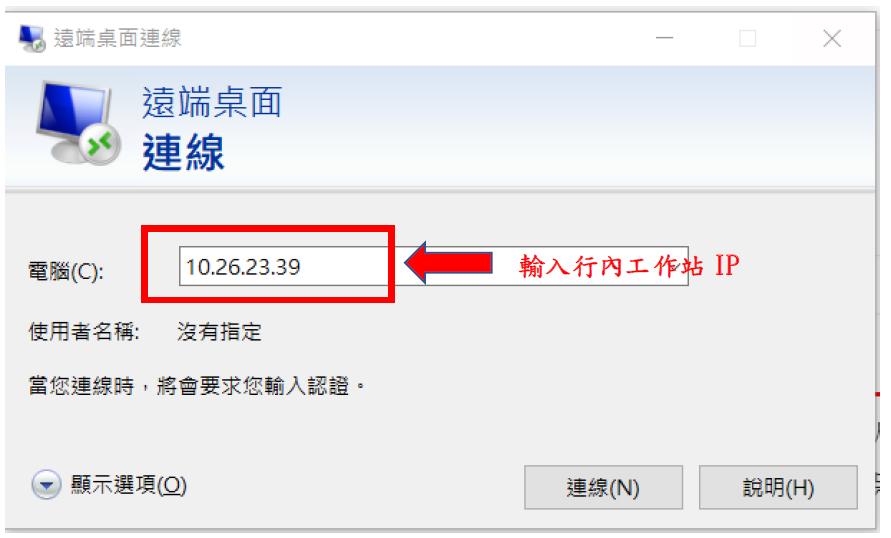 遠端桌面連線
遠端桌面
連線
電腦(C):
10.26.23.39
輸入行內工作站 IP
使用者名稱:
沒有指定
當您連線時，將會要求您輸入認證。
顯示選項(O)
連線(N)
說明(H)